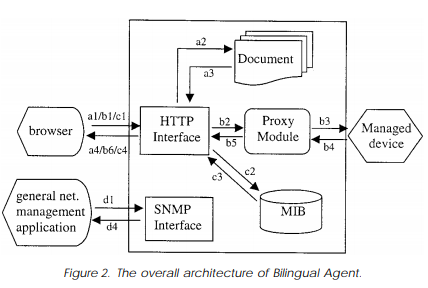 a2
Document
a3
a1/b1/c1
HTTP
Interface
b2
Proxy
Module
b3
Managed
device
browser
a4/b6/c4
b5
b4
c3
c2
general net.
management
application
d1
d4
SNMP
Interface
MIB
Figure 2. The overall architecture of Bilingual Agent.